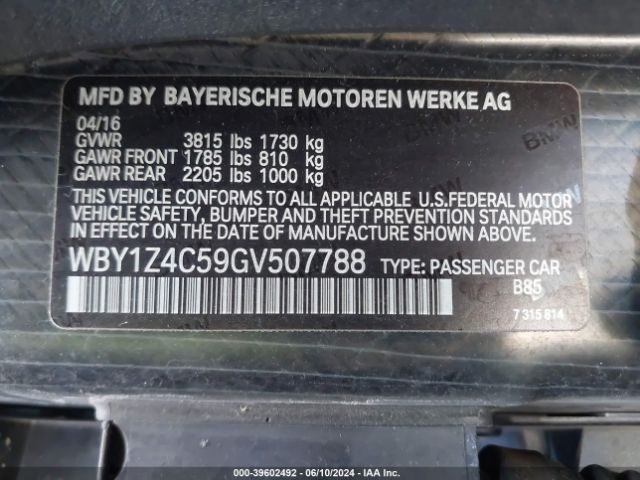 MFD BY BAYERISCHE MOTOREN WERKE AG
04/16
GVWR 3815 lbs 1730 kg
GAWR FRONT 1785 lbs 810 kg
GAWR REAR 2205 lbs 1000 kg
THIS VEHICLE CONFORMS TO ALL APPLICABLE U.S.FEDERAL MOTOR
VEHICLE SAFETY, BUMPER AND THEFT PREVENTION STANDARDS
IN EFFECT ON THE DATE OF MANUFACTURE SHOWN ABOVE.
WBY1Z4C59GV507788 TYPE: PASSENGER CAR
B85
7 315 814
000-39602492 - 06/10/2024 - IAA Inc.